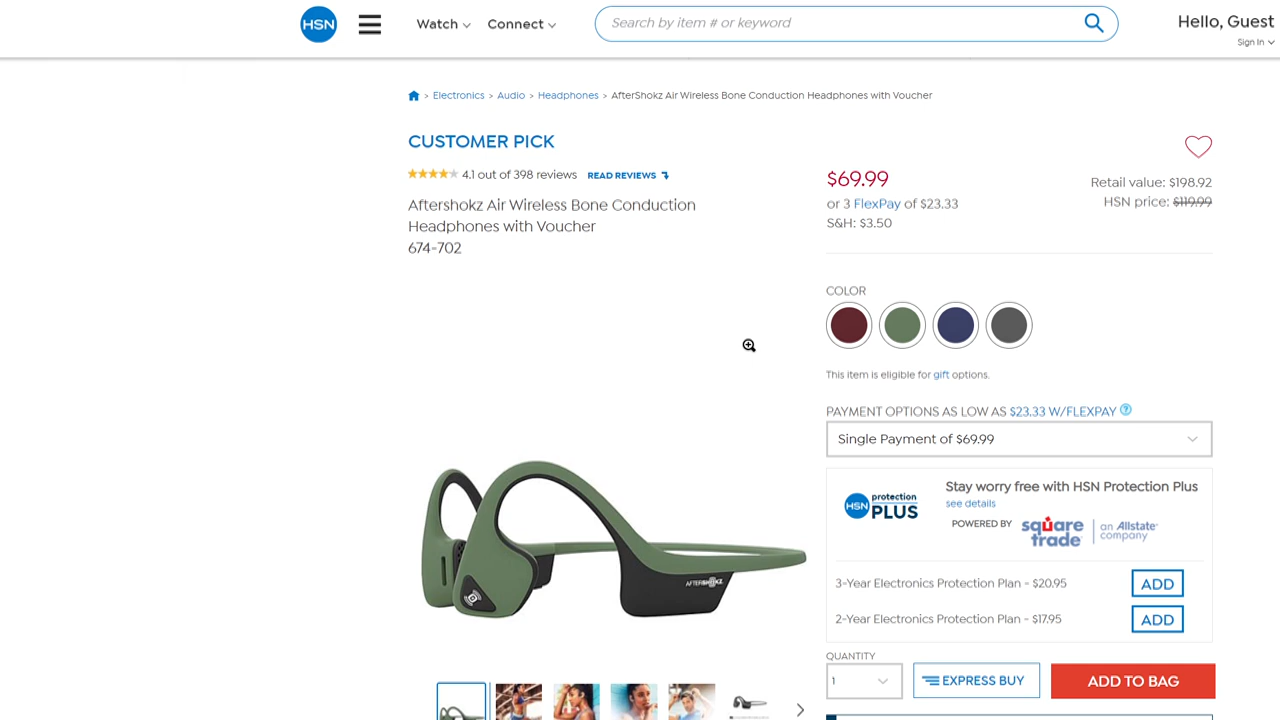 HSN
Watch
Connect
Search by item # or keyword
Hello, Guest
Sign In
> Electronics > Audio > Headphones > AfterShokz Air Wireless Bone Conduction Headphones with Voucher
CUSTOMER PICK
4.1 out of 398 reviews READ REVIEWS
Aftershokz Air Wireless Bone Conduction
Headphones with Voucher
674-702
$69.99
or 3 FlexPay of $23.33
S&H: $3.50
Retail value: $198.92
HSN price: $119.99
COLOR
This item is eligible for gift options.
PAYMENT OPTIONS AS LOW AS $23.33 W/FLEXPAY ?
Single Payment of $69.99
HSN protection
PLUS
Stay worry free with HSN Protection Plus
see details
POWERED BY
square
trade
an Allstate
company
3-Year Electronics Protection Plan - $20.95
ADD
2-Year Electronics Protection Plan - $17.95
ADD
AFTERSHOKZ
QUANTITY
1
EXPRESS BUY
ADD TO BAG